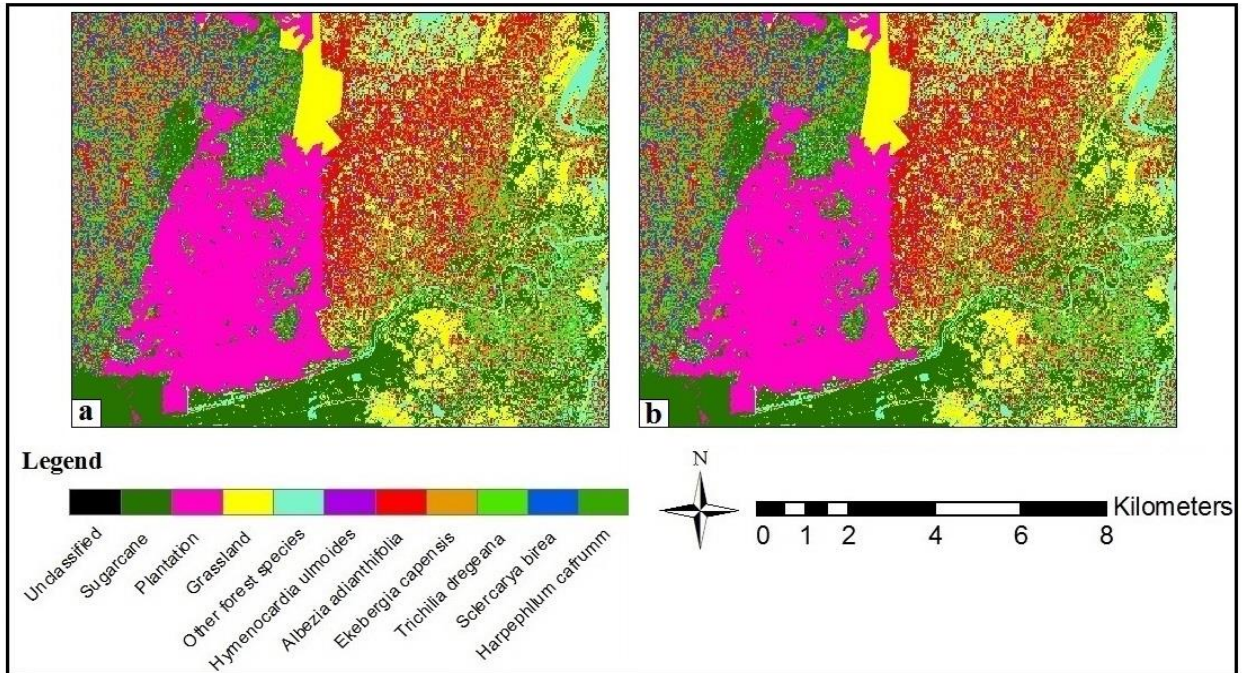 a
b
Legend
N
Kilometers
0 1 2 4 6 8
Unclassified
Sugarcane
Plantation
Grassland
Other forest species
Hymenocardia ulmoides
Albezia adianthifolia
Ekebergia capensis
Trichilia dregeana
Sclercarya birea
Harpephilum cafrumm